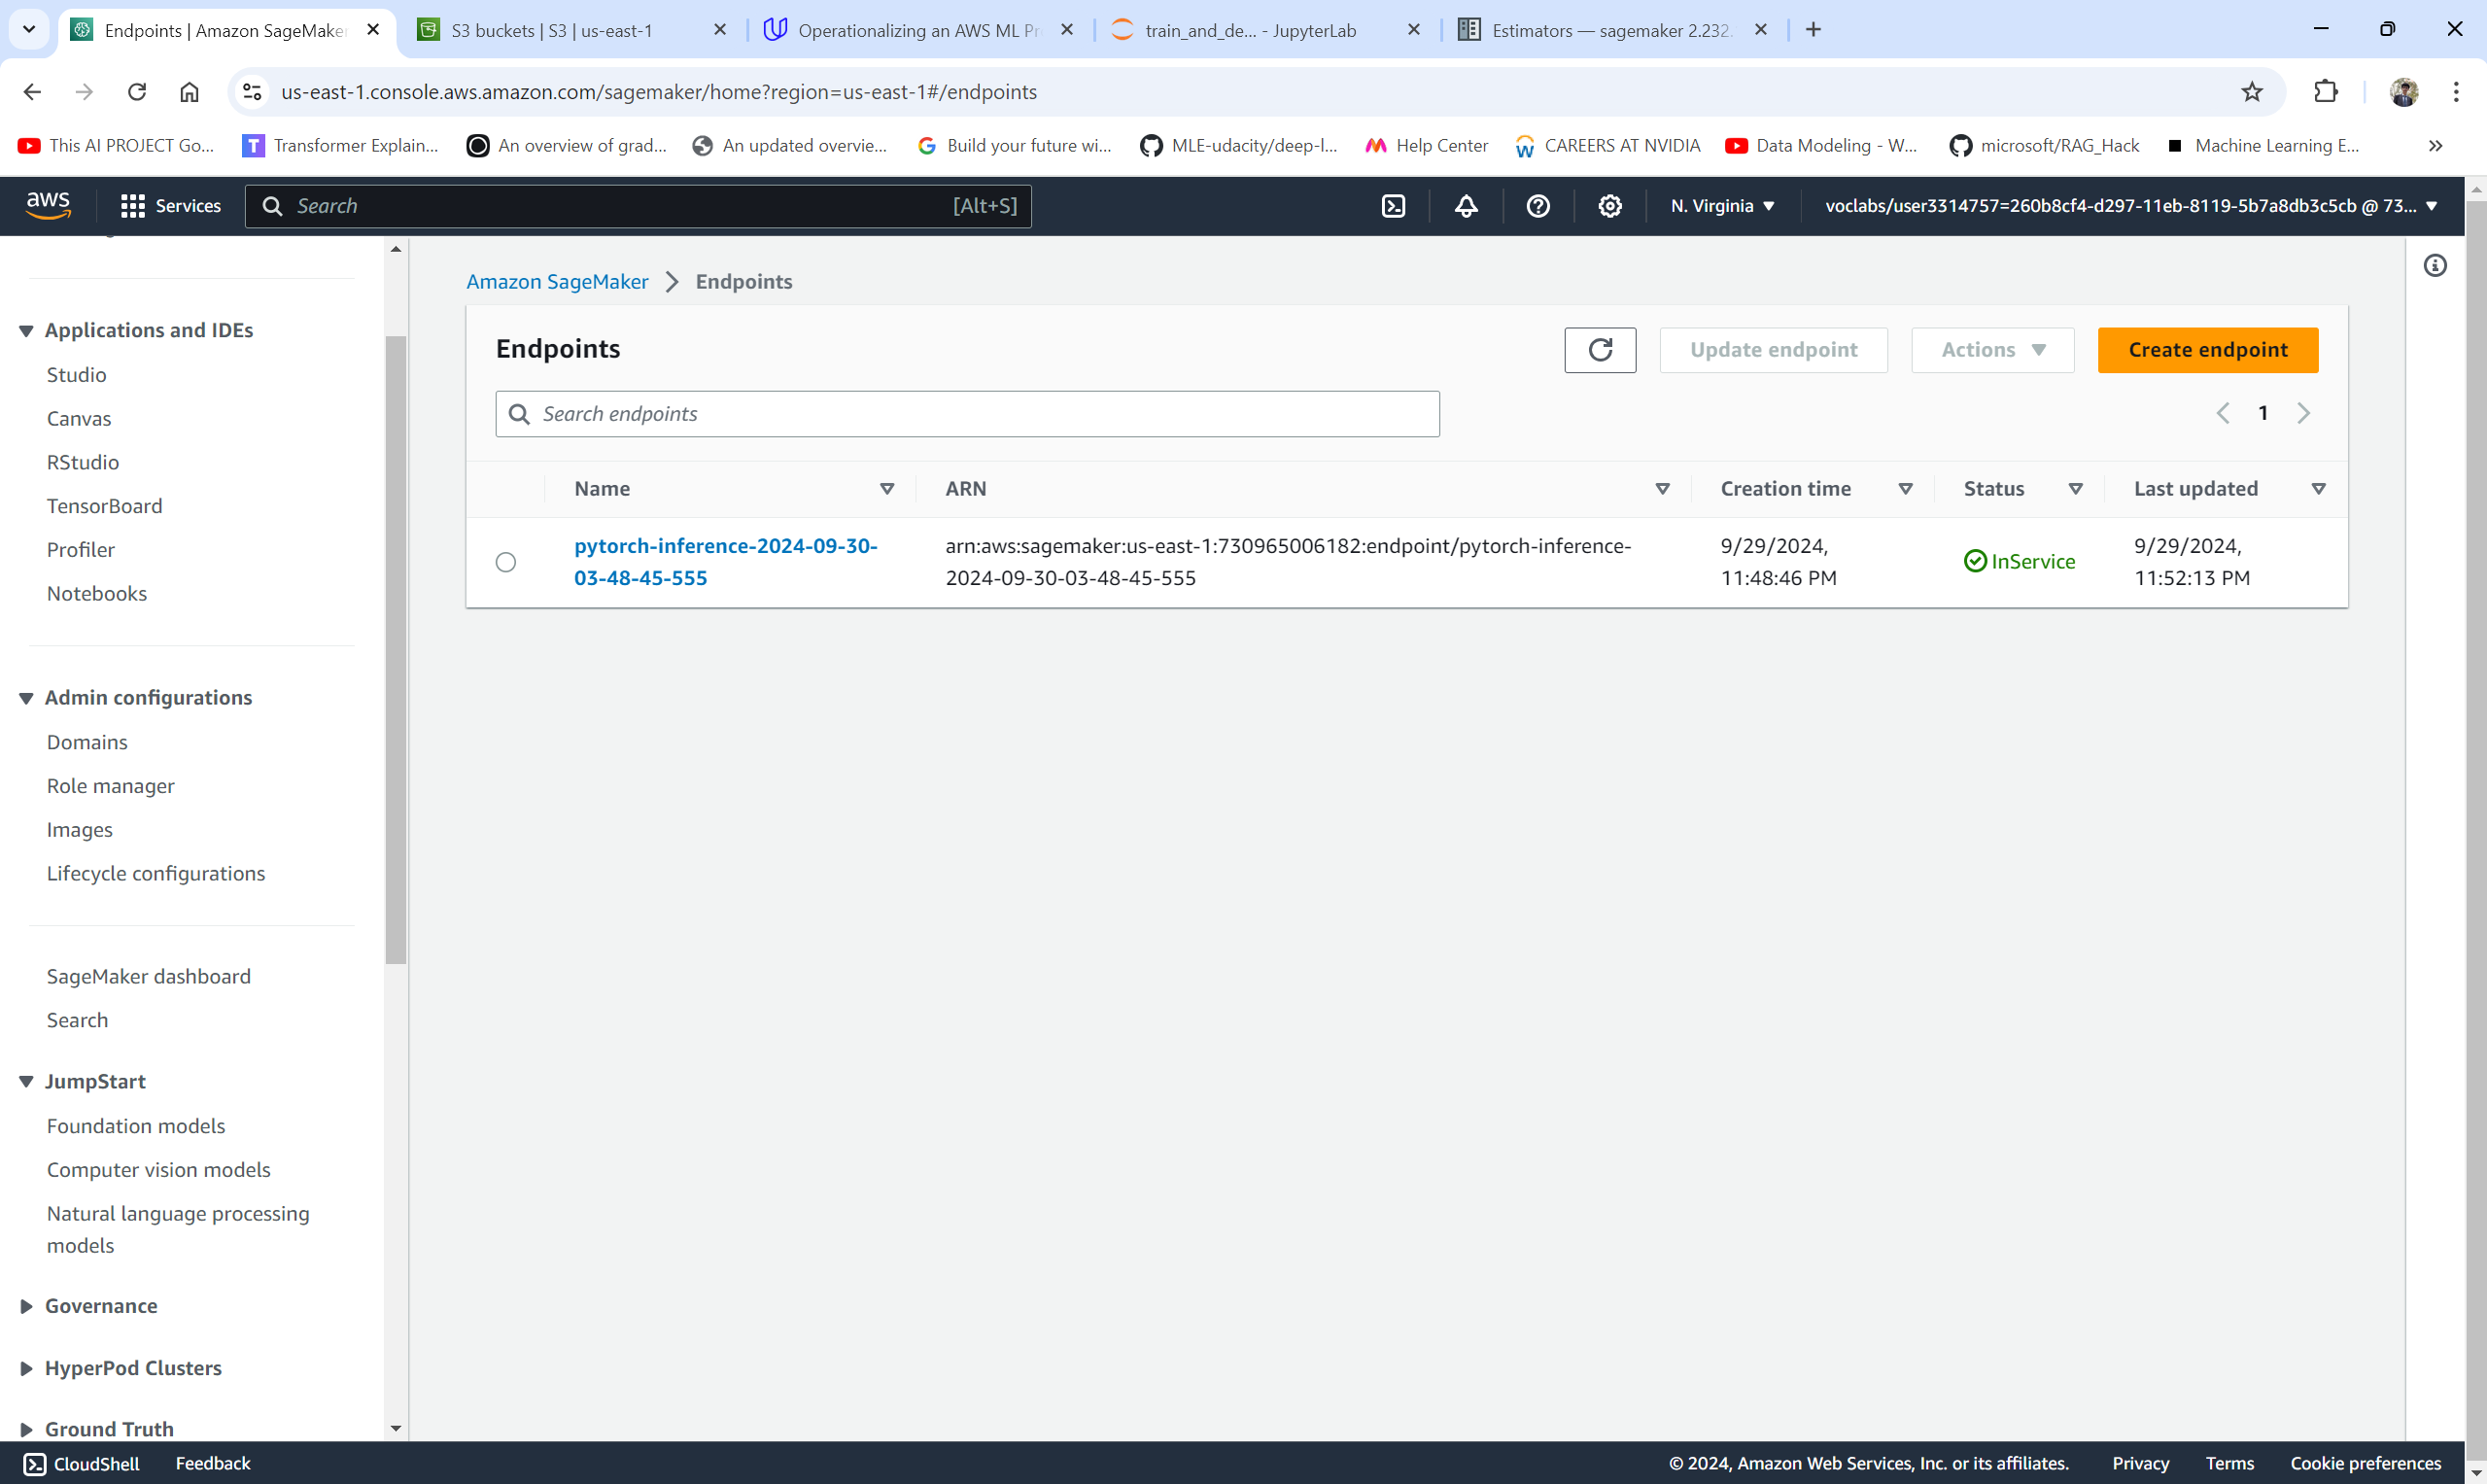 Endpoints | Amazon SageMaker
S3 buckets | S3 | us-east-1
Operationalizing an AWS ML Pr
train_and_de... - JupyterLab
Estimators — sagemaker 2.232.
us-east-1.console.aws.amazon.com/sagemaker/home?region=us-east-1#/endpoints
This AI PROJECT Go...
Transformer Explain...
An overview of grad...
An updated overvie...
Build your future wi...
MLE-udacity/deep-l...
Help Center
CAREERS AT NVIDIA
Data Modeling - W...
microsoft/RAG_Hack
Machine Learning E...
aws
Services
Search
[Alt+S]
N. Virginia
voclabs/user3314757=260b8cf4-d297-11eb-8119-5b7a8db3c5cb @ 73...
Applications and IDEs
Studio
Canvas
RStudio
TensorBoard
Profiler
Notebooks
Admin configurations
Domains
Role manager
Images
Lifecycle configurations
SageMaker dashboard
Search
JumpStart
Foundation models
Computer vision models
Natural language processing
models
Governance
HyperPod Clusters
Ground Truth
Amazon SageMaker > Endpoints
Endpoints
Update endpoint
Actions
Create endpoint
Search endpoints
1
Name
ARN
Creation time
Status
Last updated
pytorch-inference-2024-09-30-
03-48-45-555
arn:aws:sagemaker:us-east-1:730965006182:endpoint/pytorch-inference-
2024-09-30-03-48-45-555
9/29/2024,
11:48:46 PM
InService
9/29/2024,
11:52:13 PM
CloudShell
Feedback
© 2024, Amazon Web Services, Inc. or its affiliates.
Privacy
Terms
Cookie preferences